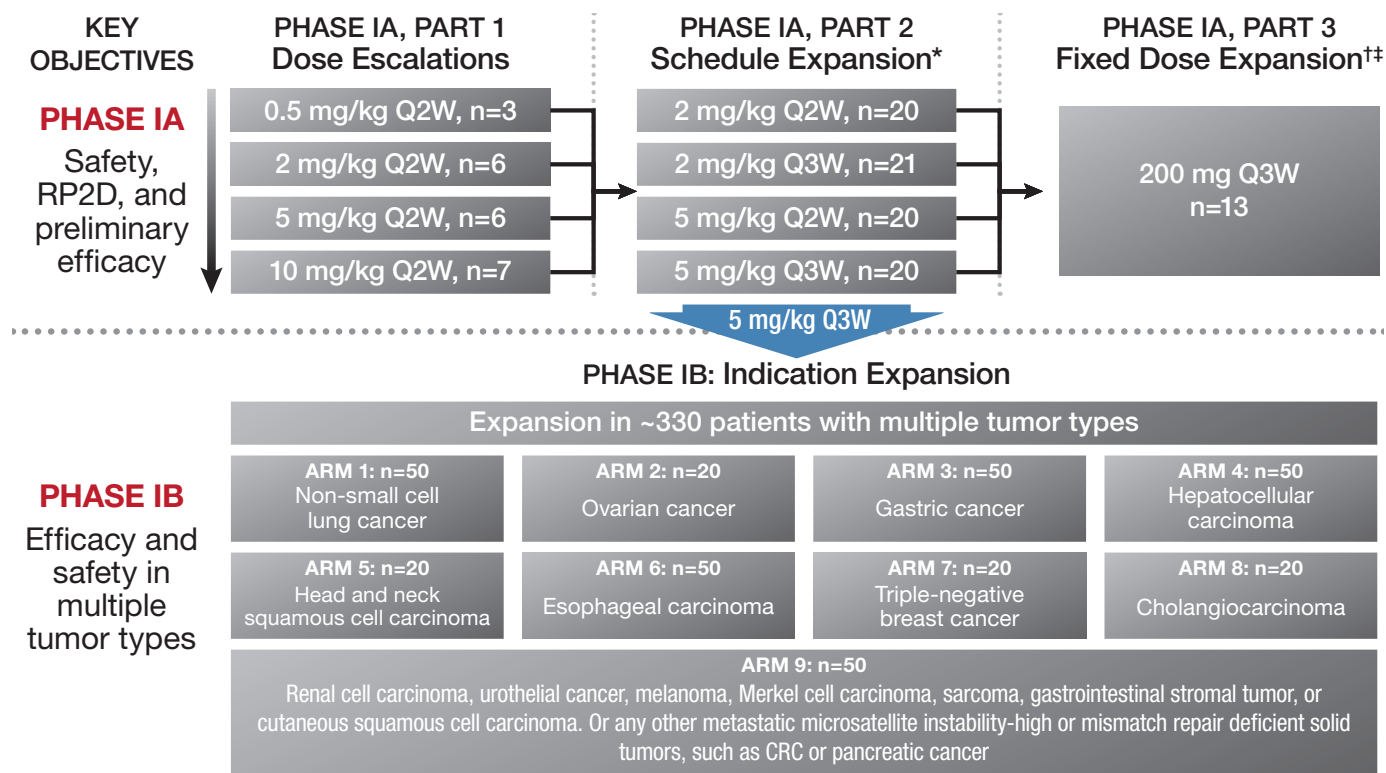 KEY
OBJECTIVES
PHASE IA, PART 1
Dose Escalations
PHASE IA, PART 2
Schedule Expansion*
PHASE IA, PART 3
Fixed Dose Expansion†‡
PHASE IA
Safety,
RP2D, and
preliminary
efficacy
0.5 mg/kg Q2W, n=3
2 mg/kg Q2W, n=6
5 mg/kg Q2W, n=6
10 mg/kg Q2W, n=7
2 mg/kg Q2W, n=20
2 mg/kg Q3W, n=21
5 mg/kg Q2W, n=20
5 mg/kg Q3W, n=20
200 mg Q3W
n=13
5 mg/kg Q3W
PHASE IB: Indication Expansion
Expansion in ~330 patients with multiple tumor types
PHASE IB
Efficacy and
safety in
multiple
tumor types
ARM 1: n=50
Non-small cell
lung cancer
ARM 2: n=20
Ovarian cancer
ARM 3: n=50
Gastric cancer
ARM 4: n=50
Hepatocellular
carcinoma
ARM 5: n=20
Head and neck
squamous cell carcinoma
ARM 6: n=50
Esophageal carcinoma
ARM 7: n=20
Triple-negative
breast cancer
ARM 8: n=20
Cholangiocarcinoma
ARM 9: n=50
Renal cell carcinoma, urothelial cancer, melanoma, Merkel cell carcinoma, sarcoma, gastrointestinal stromal tumor, or
cutaneous squamous cell carcinoma. Or any other metastatic microsatellite instability-high or mismatch repair deficient solid
tumors, such as CRC or pancreatic cancer